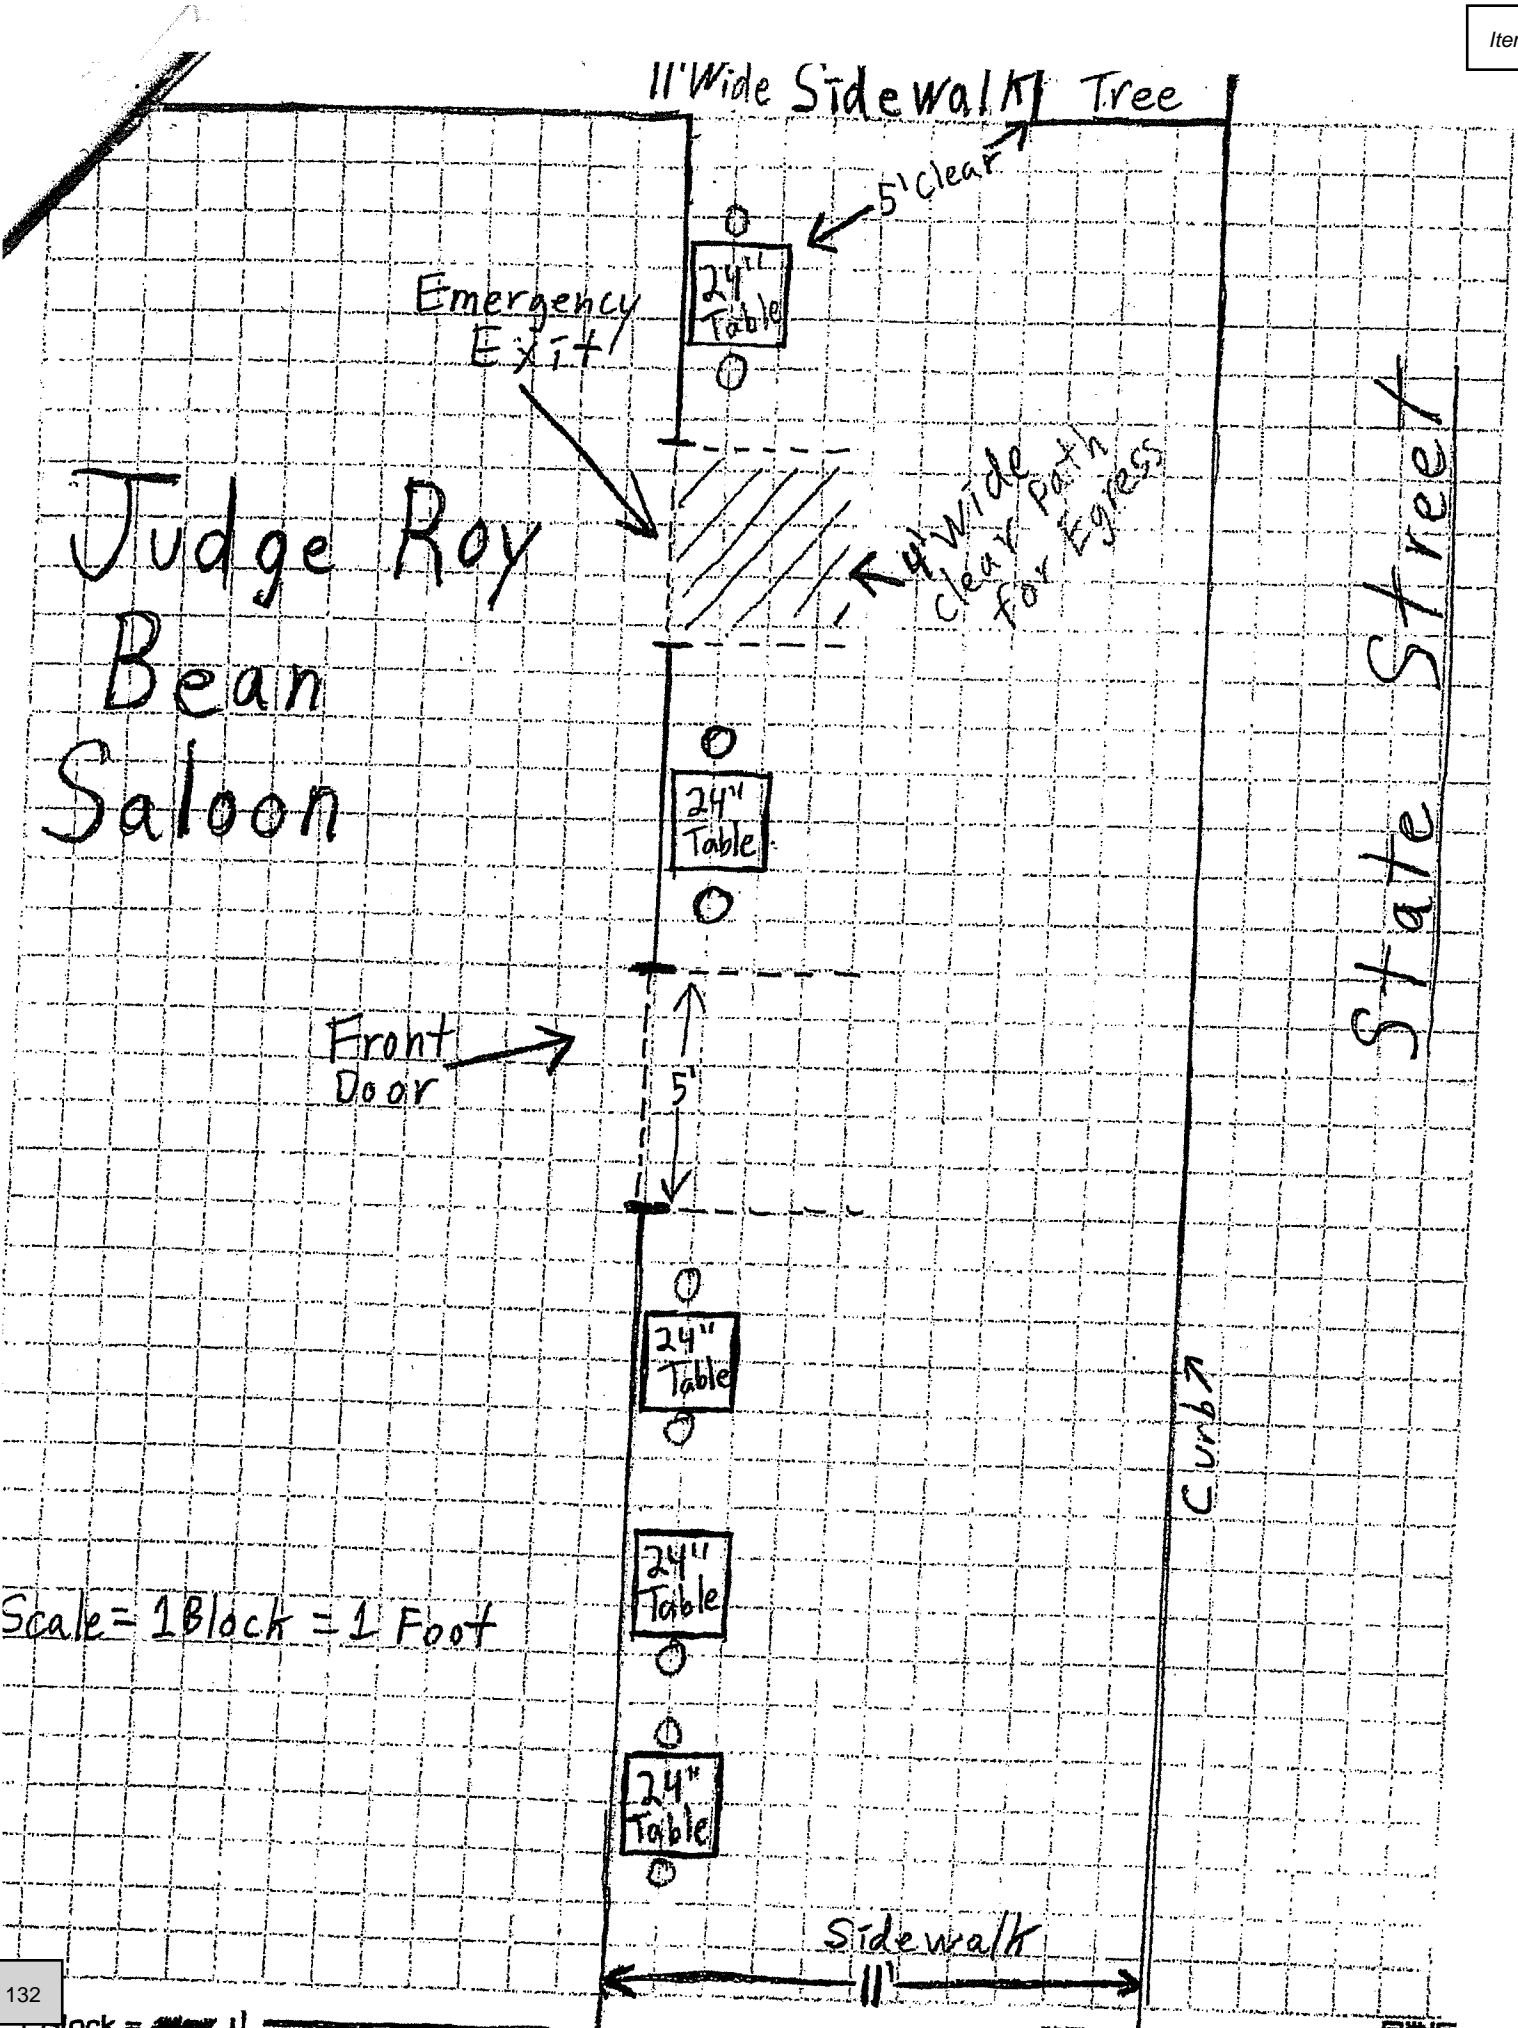 Iter
11' Wide Sidewalk Tree
5' Clear
24"
Table
Emergency
Exit
4' Wide
Clear Path
for Egress
Judge Roy
Bean
Saloon
State Street
24"
Table
Front
Door
5'
24"
Table
Curb
24"
Table
Scale = 1 Block = 1 Foot
24"
Table
Sidewalk
11'
132